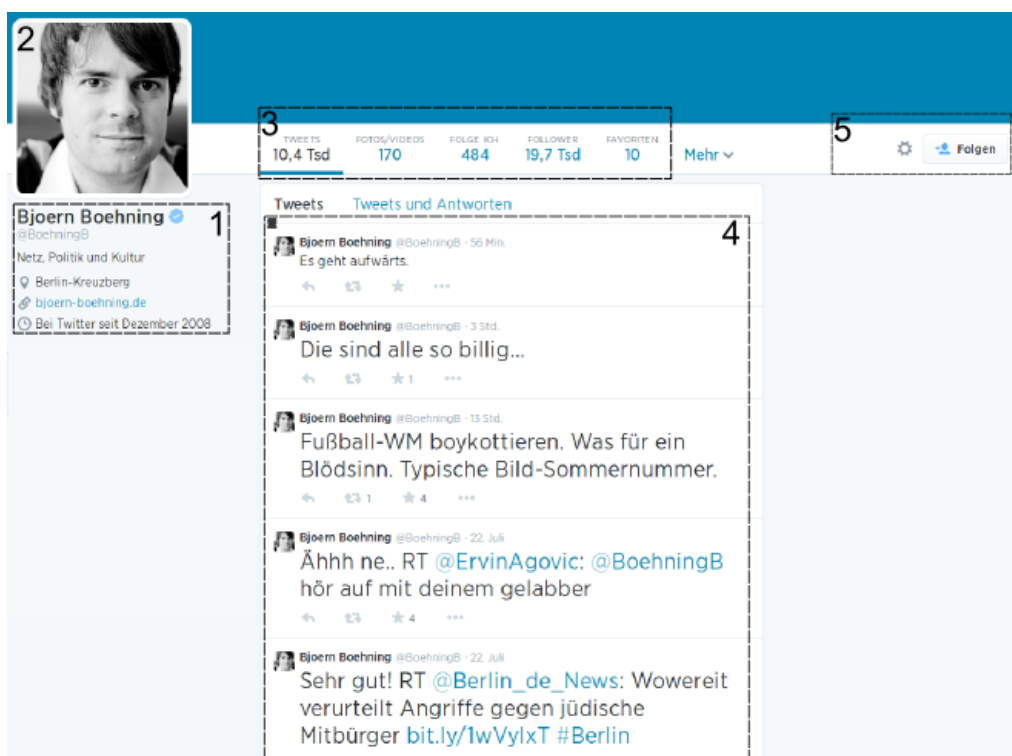 2
3
TWEETS FOTOS/VIDEOS FOLGE ICH FOLLOWER FAVORITEN
10,4 Tsd 170 484 19,7 Tsd 10 Mehr
5
Folgen
Bjoern Boehning 1
@BoehningB
Netz, Politik und Kultur
Berlin-Kreuzberg
bjoern-boehning.de
Bei Twitter seit Dezember 2008
Tweets Tweets und Antworten
4
Bjoern Boehning @BoehningB · 56 Min.
Es geht aufwärts.
Bjoern Boehning @BoehningB · 3 Std.
Die sind alle so billig...
1
Bjoern Boehning @BoehningB · 13 Std.
Fußball-WM boykottieren. Was für ein
Blödsinn. Typische Bild-Sommernummer.
1 4
Bjoern Boehning @BoehningB · 22. Juli
Ähhh ne.. RT @ErvinAgovic: @BoehningB
hör auf mit deinem gelabber
4
Bjoern Boehning @BoehningB · 22. Juli
Sehr gut! RT @Berlin_de_News: Wowereit
verurteilt Angriffe gegen jüdische
Mitbürger bit.ly/1wVylxT #Berlin